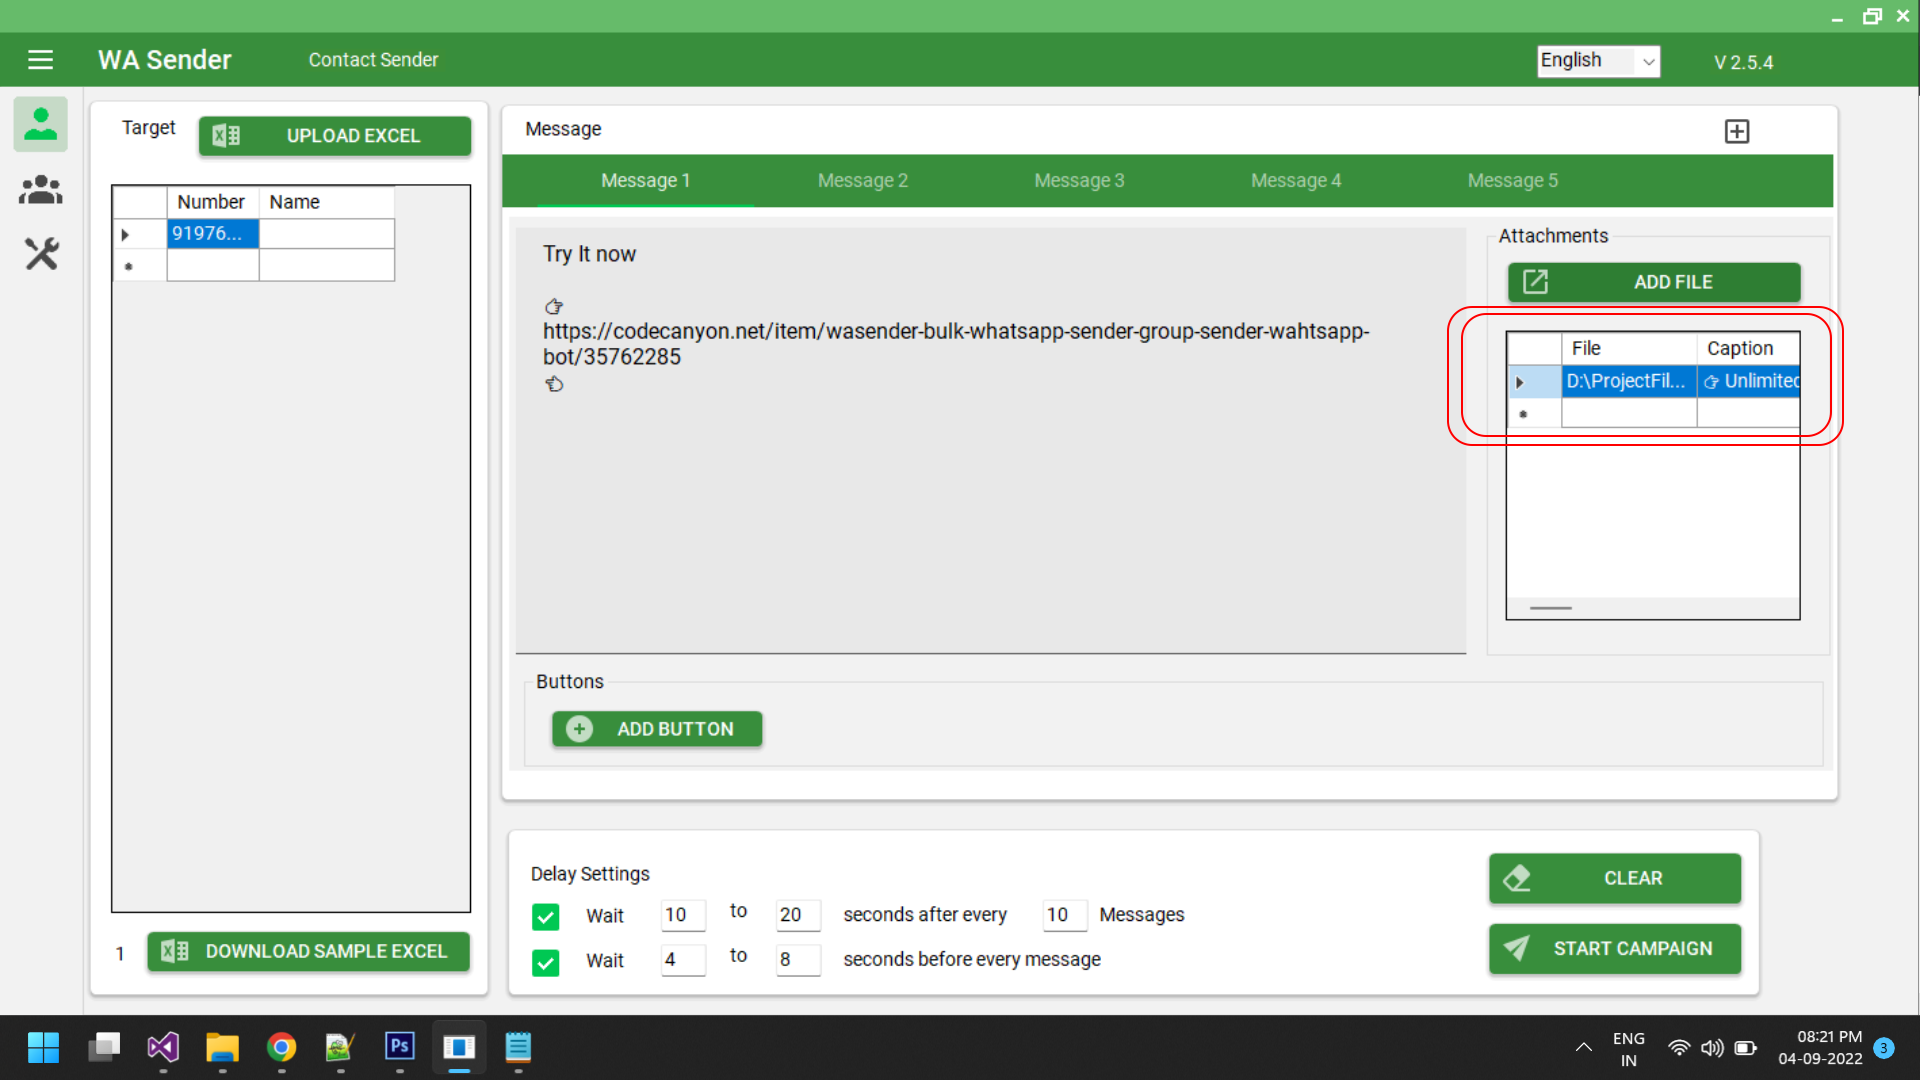 WA Sender
Contact Sender
English
V 2.5.4
Target
UPLOAD EXCEL
Number Name
91976...
1
DOWNLOAD SAMPLE EXCEL
Message
Message 1 Message 2 Message 3 Message 4 Message 5
Try It now
👉
https://codecanyon.net/item/wasender-bulk-whatsapp-sender-group-sender-wahtsapp-
bot/35762285
👈
Attachments
ADD FILE
File Caption
D:\ProjectFil... 👉 Unlimited
Buttons
ADD BUTTON
Delay Settings
Wait 10 to 20 seconds after every 10 Messages
Wait 4 to 8 seconds before every message
CLEAR
START CAMPAIGN
Ps
ENG
IN
08:21 PM
04-09-2022
3